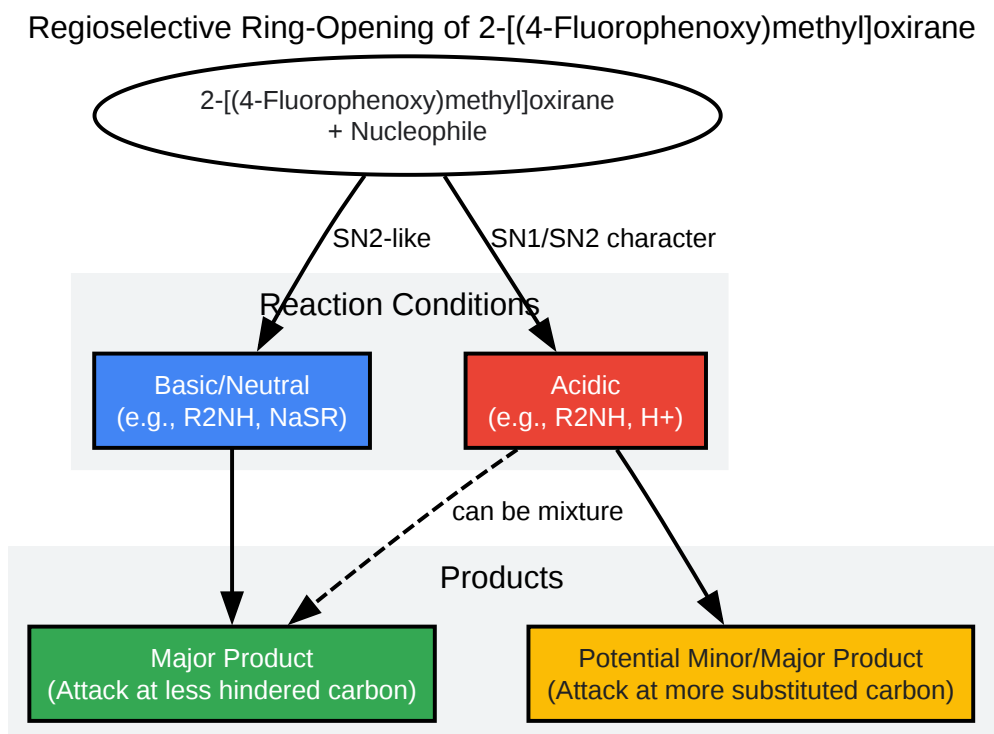 Regioselective Ring-Opening of 2-[(4-Fluorophenoxy)methyl]oxirane
2-[(4-Fluorophenoxy)methyl]oxirane
+ Nucleophile
SN2-like
SN1/SN2 character
Reaction Conditions
Basic/Neutral
(e.g., R2NH, NaSR)
Acidic
(e.g., R2NH, H+)
can be mixture
Products
Major Product
(Attack at less hindered carbon)
Potential Minor/Major Product
(Attack at more substituted carbon)